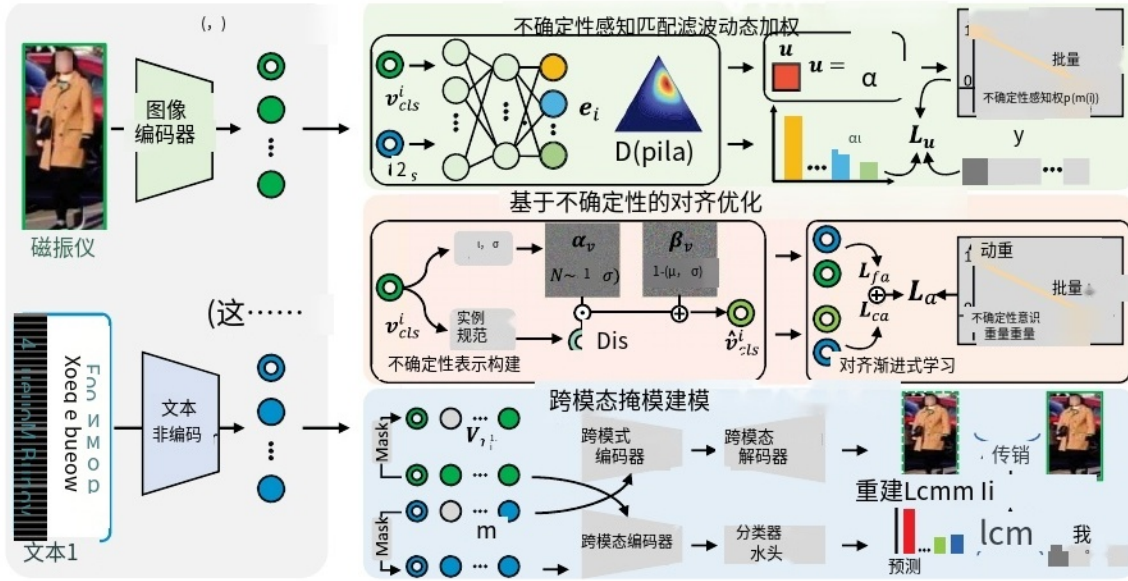 (, )
图像
编码器
磁振仪
(这……
文本
非编码
文本1
不确定性感知匹配滤波动态加权
v^i_cls
e_i
D(pila)
u
u = α
αι
L_u
1
0
批量
不确定性感知权p(m(i))
y
基于不确定性的对齐优化
ι, σ
α_v
N~ 1 σ)
β_v
1-(μ, σ)
v^i_cls
实例
规范
Dis
v̂^i_cls
不确定性表示构建
L_fa
L_ca
L_a
对齐渐进式学习
1
动重
批量
不确定性意识
重量重量
跨模态掩模建模
Mask
Mask
m
跨模式
编码器
跨模态
解码器
跨模态编码器
分类器
水头
传销
重建Lcmm Ii
lcm
预测
我。